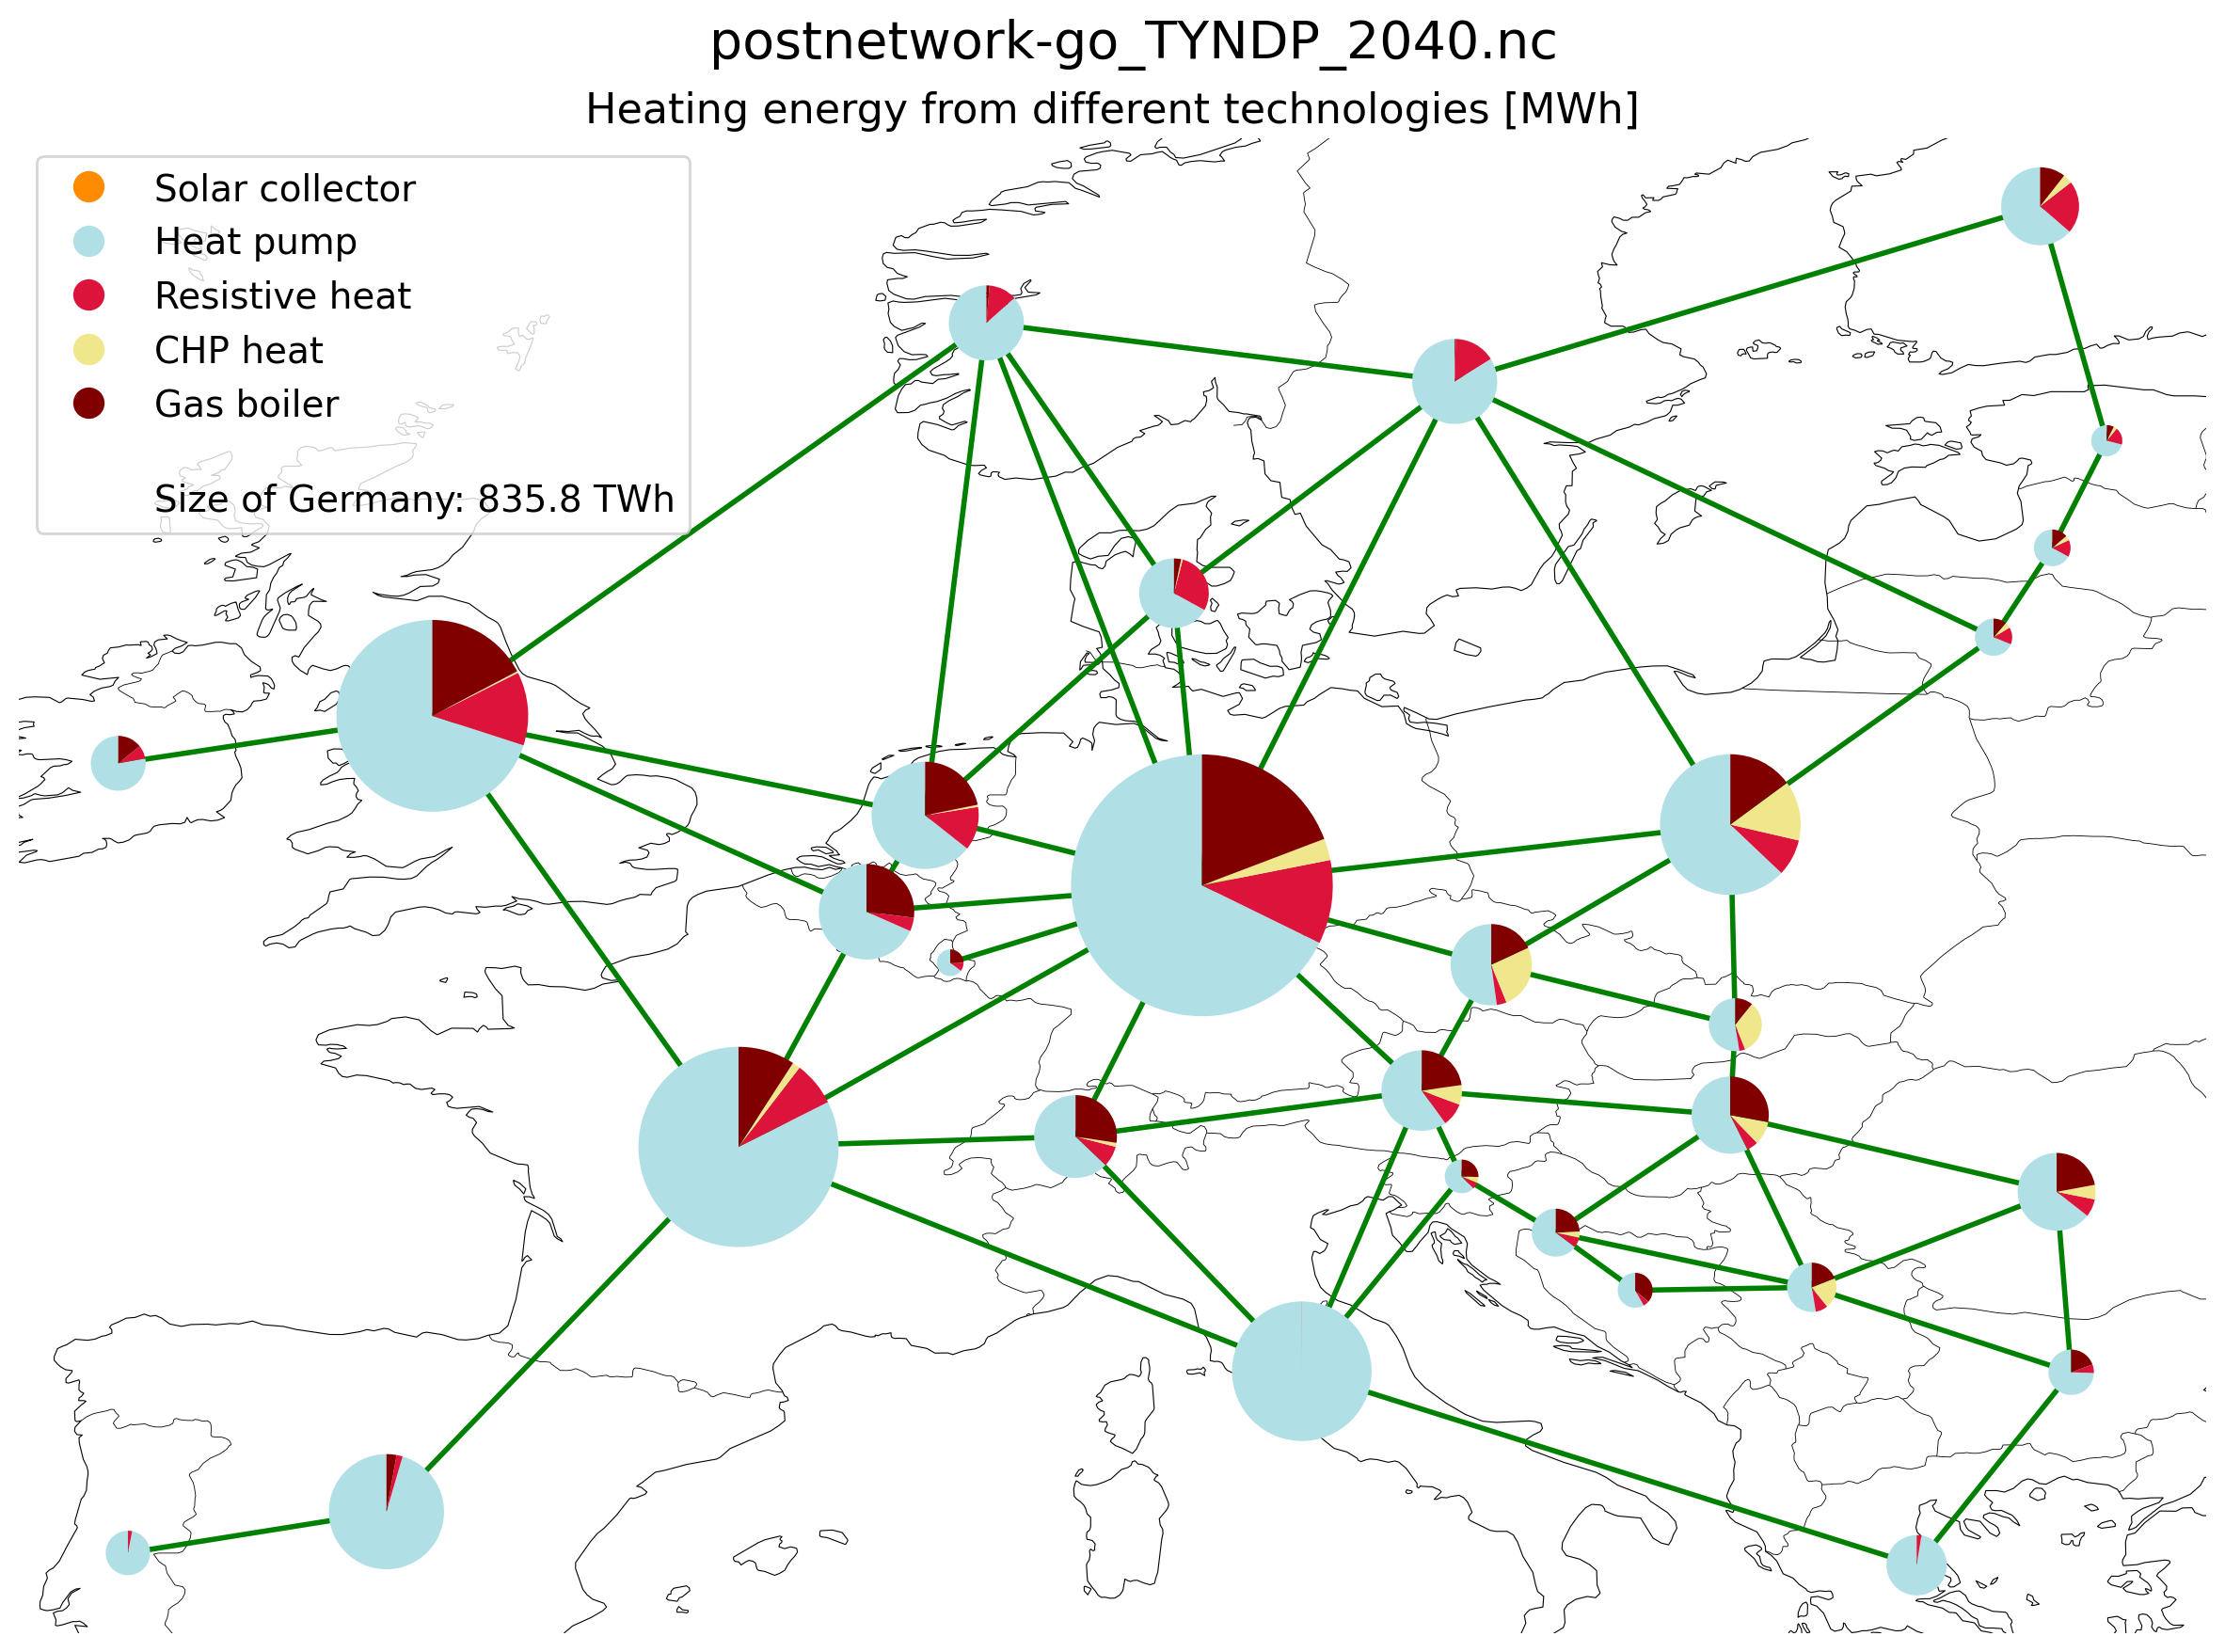 postnetwork-go_TYNDP_2040.nc
Heating energy from different technologies [MWh]
Solar collector
Heat pump
Resistive heat
CHP heat
Gas boiler
Size of Germany: 835.8 TWh